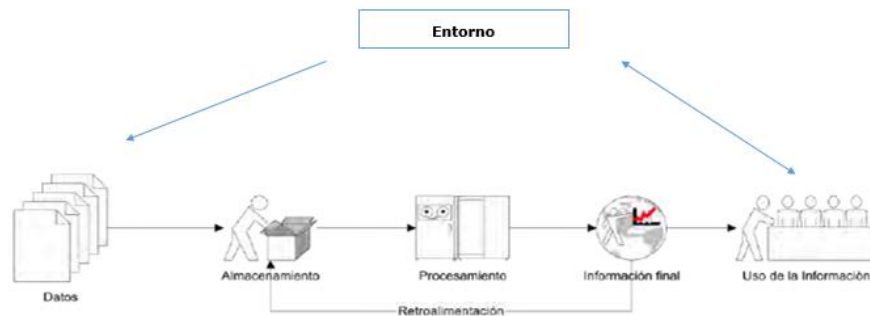 Entorno
Almacenamiento
Procesamiento
Información final
Uso de la Información
Datos
Retroalimentación